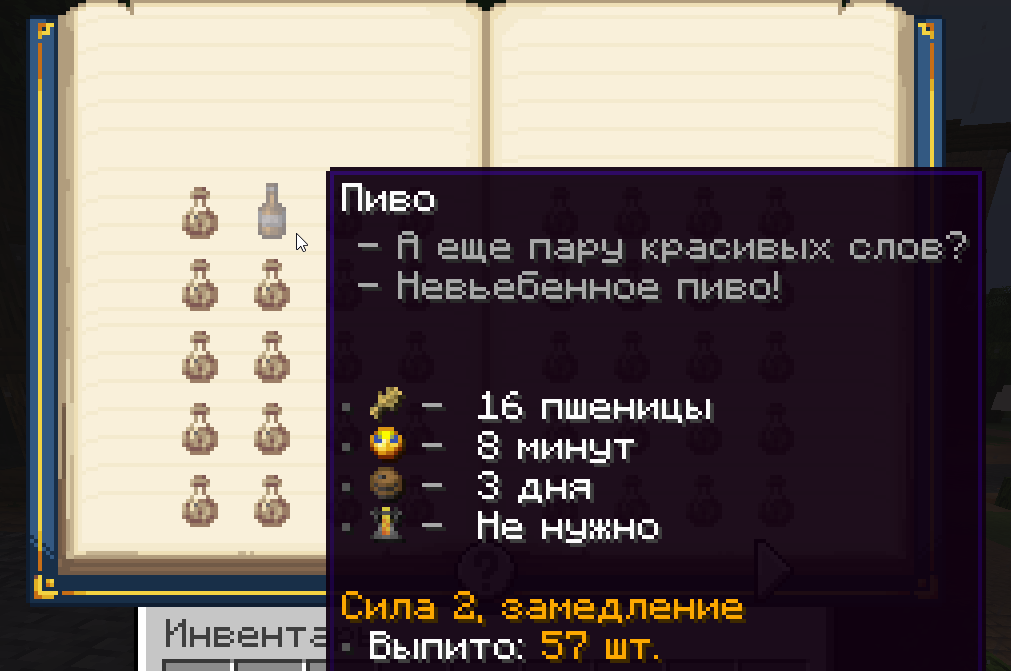 Пиво
– А еще пару красивых слов?
– Невьебенное пиво!
· – 16 пшеницы
· – 8 минут
· – 3 дня
· – Не нужно
?
Сила 2, замедление
· Выпито: 57 шт.
Инвента